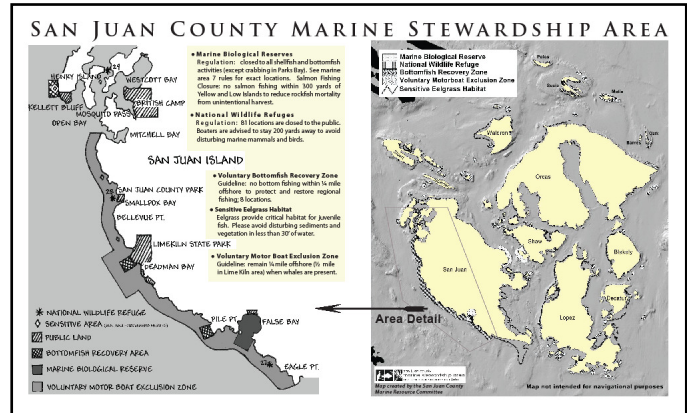 SAN JUAN COUNTY MARINE STEWARDSHIP AREA
HENRY ISLAND
29
WESTCOTT BAY
KELLETT BLUFF
BRITISH CAMP
MOSQUITO PASS
OPEN BAY
MITCHELL BAY
SAN JUAN ISLAND
SAN JUAN COUNTY PARK
28
SMALLPOX BAY
BELLEVUE PT.
LIMEKILN STATE PARK
DEADMAN BAY
PILE PT.
FALSE BAY
27
EAGLE PT.
NATIONAL WILDLIFE REFUGE
SENSITIVE AREA
PUBLIC LAND
BOTTOMFISH RECOVERY AREA
MARINE BIOLOGICAL RESERVE
VOLUNTARY MOTOR BOAT EXCLUSION ZONE
• Marine Biological Reserves
Regulation: closed to all shellfish and bottomfish
activities (except crabbing in Parks Bay). See marine
area 7 rules for exact locations. Salmon Fishing
Closure: no salmon fishing within 300 yards of
Yellow and Low Islands to reduce rockfish mortality
from unintentional harvest.
• National Wildlife Refuges
Regulation: 81 locations are closed to the public.
Boaters are advised to stay 200 yards away to avoid
disturbing marine mammals and birds.
• Voluntary Bottomfish Recovery Zone
Guideline: no bottom fishing within ¼ mile
offshore to protect and restore regional
fishing; 8 locations.
• Sensitive Eelgrass Habitat
Eelgrass provide critical habitat for juvenile
fish. Please avoid disturbing sediments and
vegetation in less than 30' of water.
• Voluntary Motor Boat Exclusion Zone
Guideline: remain ¼ mile offshore (½ mile
in Lime Kiln area) when whales are present.
Marine Biological Reserve
National Wildlife Refuge
Bottomfish Recovery Zone
Voluntary Motorboat Exclusion Zone
Sensitive Eelgrass Habitat
Patos
Sucia
Matia
Waldron
Barnes
Orcas
Shaw
Blakely
San Juan
Decatur
Lopez
Area Detail
Map created by the San Juan County
Marine Resource Committee
Map not intended for navigational purposes